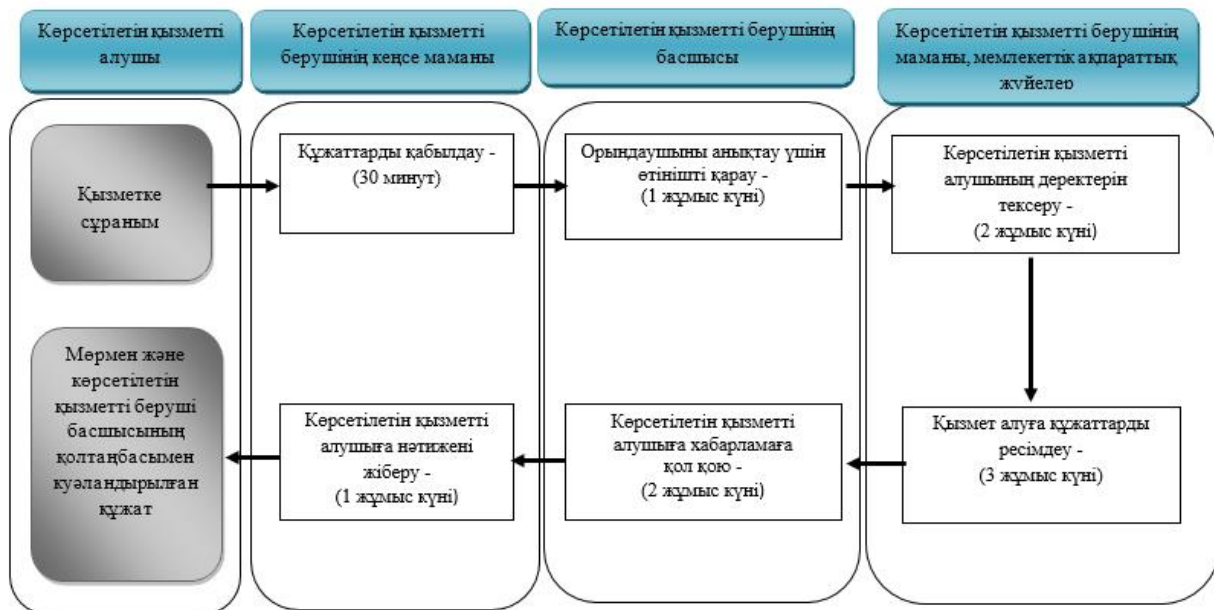 Көрсетілетін қызметті
алушы
Көрсетілетін қызметті
берушінің кеңсе маманы
Көрсетілетін қызметті берушінің
басшысы
Көрсетілетін қызметті берушінің
маманы, мемлекеттік ақпараттық
жүйелер
Қызметке
сұраным
Құжаттарды қабылдау -
(30 минут)
Орындаушыны анықтау үшін
өтінішті қарау -
(1 жұмыс күні)
Көрсетілетін қызметті
алушының деректерін
тексеру -
(2 жұмыс күні)
Қызмет алуға құжаттарды
ресімдеу -
(3 жұмыс күні)
Көрсетілетін қызметті
алушыға хабарламаға
қол қою -
(2 жұмыс күні)
Көрсетілетін қызметті
алушыға нәтижені
жіберу -
(1 жұмыс күні)
Мөрмен және
көрсетілетін
қызметті беруші
басшысының
қолтаңбасымен
куәландырылған
құжат